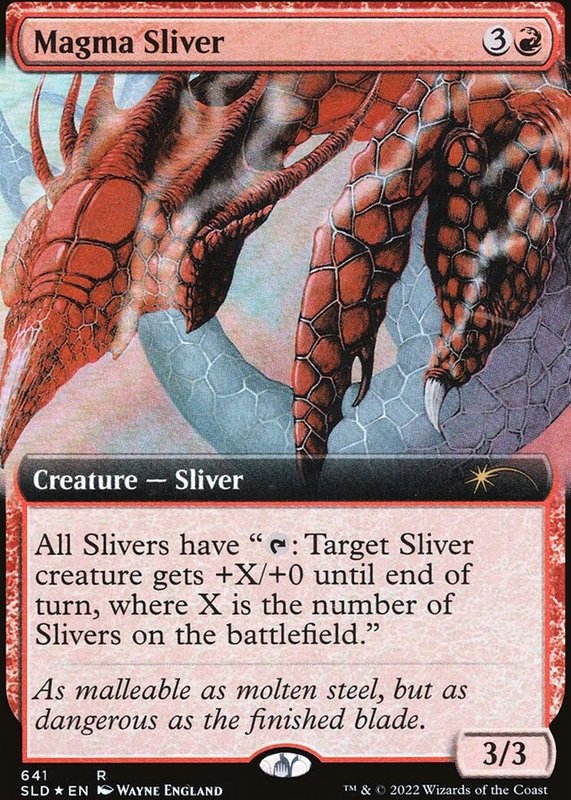 Magma Sliver 3
Creature — Sliver
All Slivers have “ : Target Sliver
creature gets +X/+0 until end of
turn, where X is the number of
Slivers on the battlefield.”
As malleable as molten steel, but as
dangerous as the finished blade.
3/3
641 R
SLD ★ EN Wayne England
™ & © 2022 Wizards of the Coast